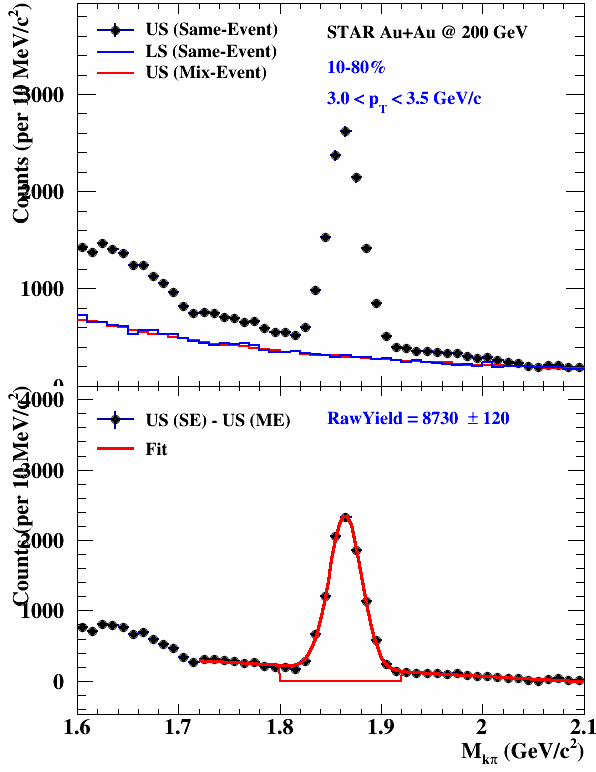 US (Same-Event)
LS (Same-Event)
US (Mix-Event)
STAR Au+Au @ 200 GeV
10-80%
3.0 < p_T < 3.5 GeV/c
Counts (per 10 MeV/c²)
3000
2000
1000
0
US (SE) - US (ME)
Fit
RawYield = 8730 ± 120
Counts (per 10 MeV/c²)
4000
3000
2000
1000
0
1.6 1.7 1.8 1.9 2 2.1
M_kπ (GeV/c²)